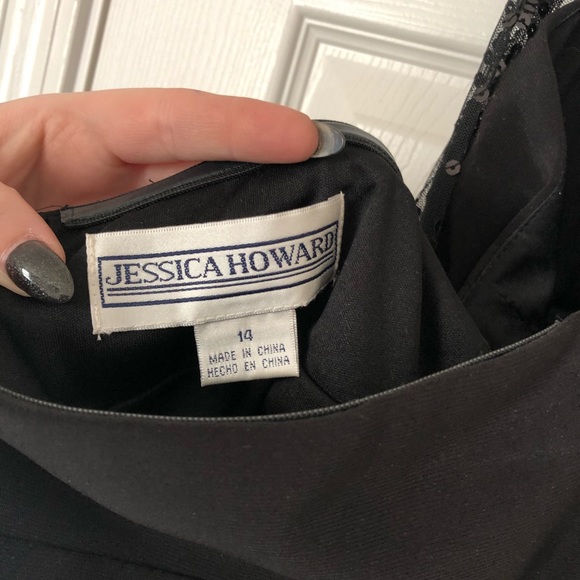 JESSICA HOWARD
14
MADE IN CHINA
HECHO EN CHINA